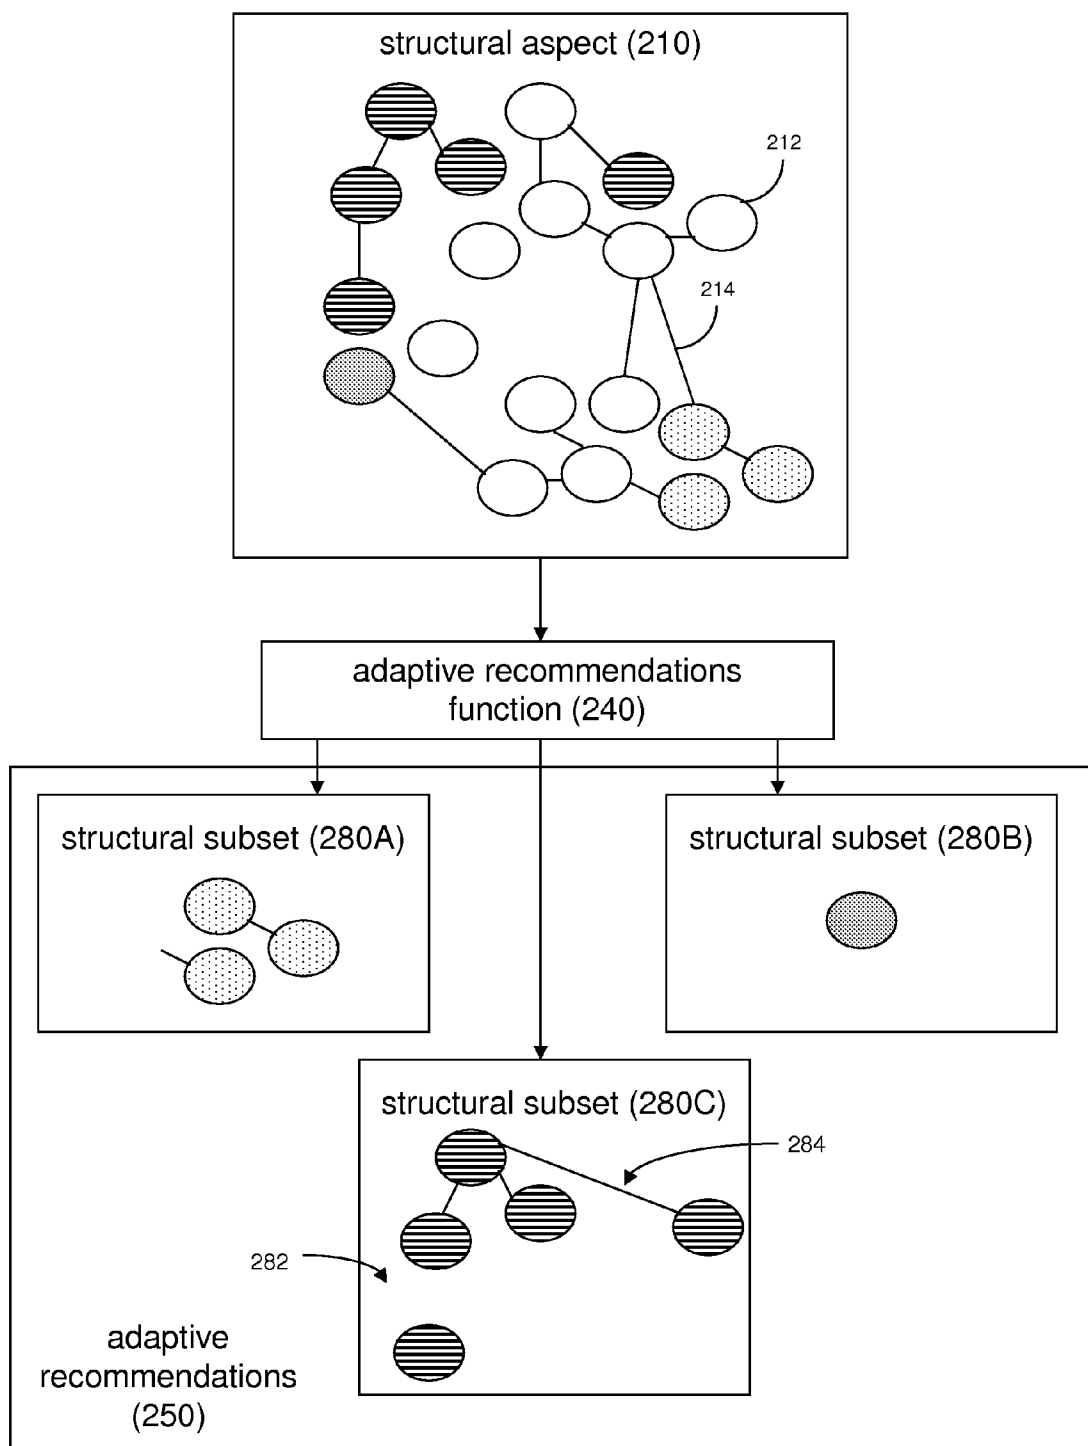 structural aspect (210)
212
214
adaptive recommendations
function (240)
structural subset (280A)
structural subset (280B)
structural subset (280C)
284
282
adaptive
recommendations
(250)